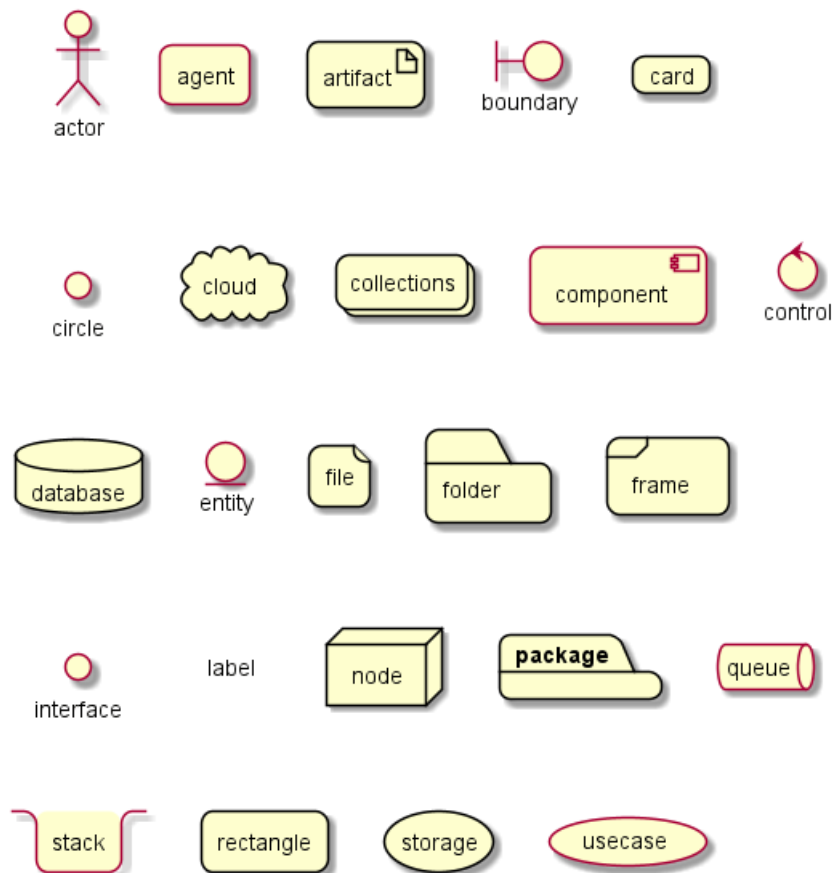 actor
agent
artifact
boundary
card
circle
cloud
collections
component
control
database
entity
file
folder
frame
interface
label
node
package
queue
stack
rectangle
storage
usecase